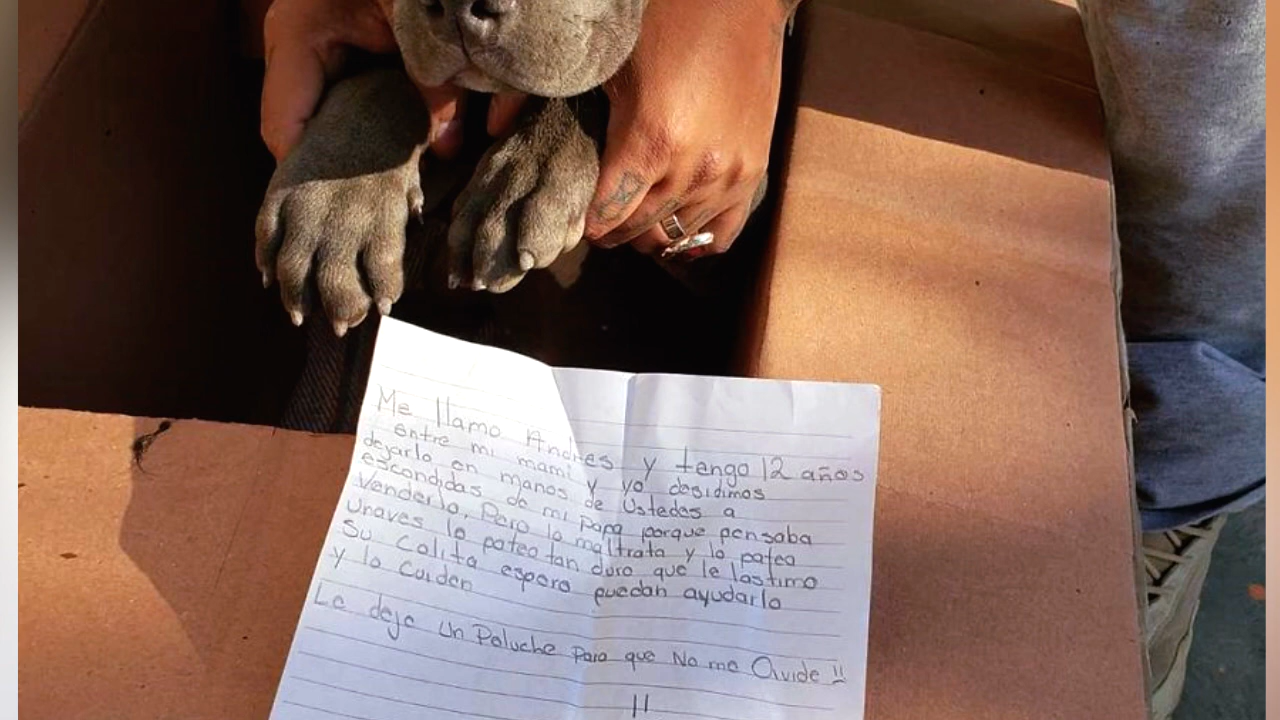 Me llamo Andres y tengo 12 años
entre mi mami y yo desidimos
dejarlo en manos de Ustedes a
escondidas de mi papa porque pensaba
Venderlo, Pero lo maltrata y lo patea
unaves lo pateo tan duro que le lastimo
Su Colita espero puedan ayudarlo
y lo Cuiden
Le dejo un Peluche Para que No me Olvide !!